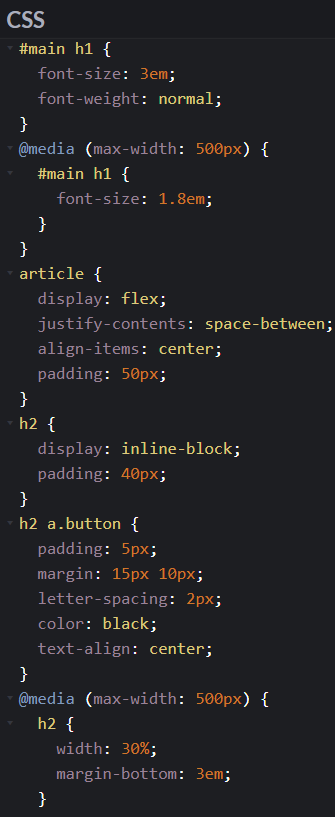 CSS
#main h1 {
font-size: 3em;
font-weight: normal;
}
@media (max-width: 500px) {
#main h1 {
font-size: 1.8em;
}
}
article {
display: flex;
justify-contents: space-between;
align-items: center;
padding: 50px;
}
h2 {
display: inline-block;
padding: 40px;
}
h2 a.button {
padding: 5px;
margin: 15px 10px;
letter-spacing: 2px;
color: black;
text-align: center;
}
@media (max-width: 500px) {
h2 {
width: 30%;
margin-bottom: 3em;
}